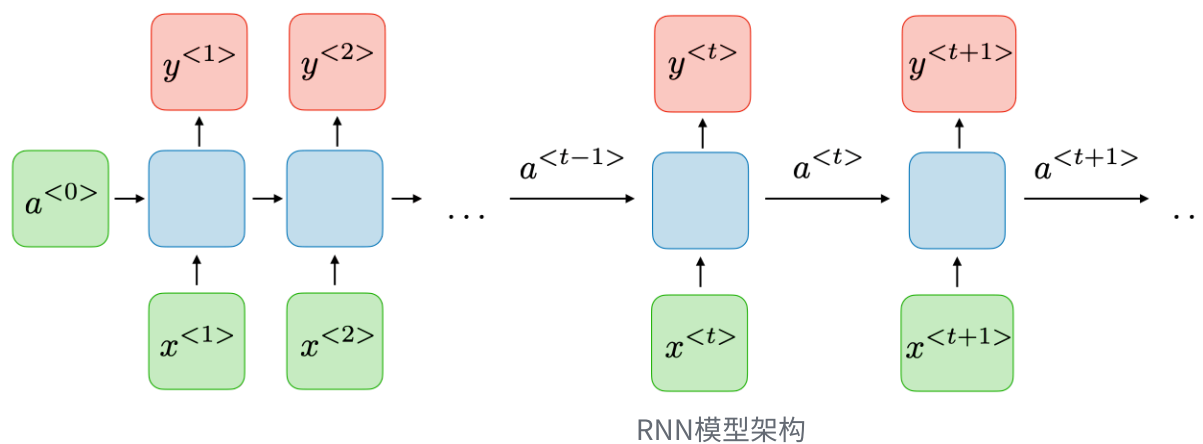 y^{<1>} y^{<2>} y^{<t>} y^{<t+1>}
a^{<0>} ... a^{<t-1>} a^{<t>} a^{<t+1>} ..
x^{<1>} x^{<2>} x^{<t>} x^{<t+1>}
RNN模型架构